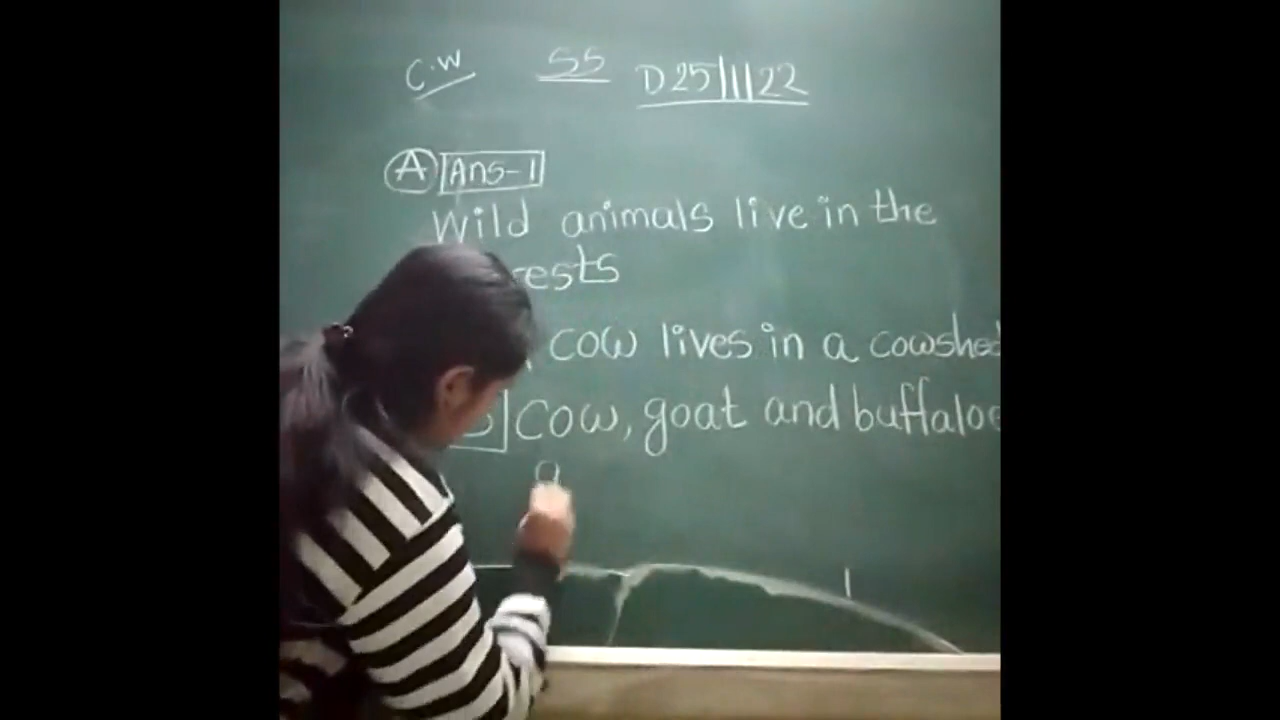 C.W SS D25|11|22
A Ans-1
Wild animals live in the
rests
cow lives in a cowshed
Cow, goat and buffaloe
a